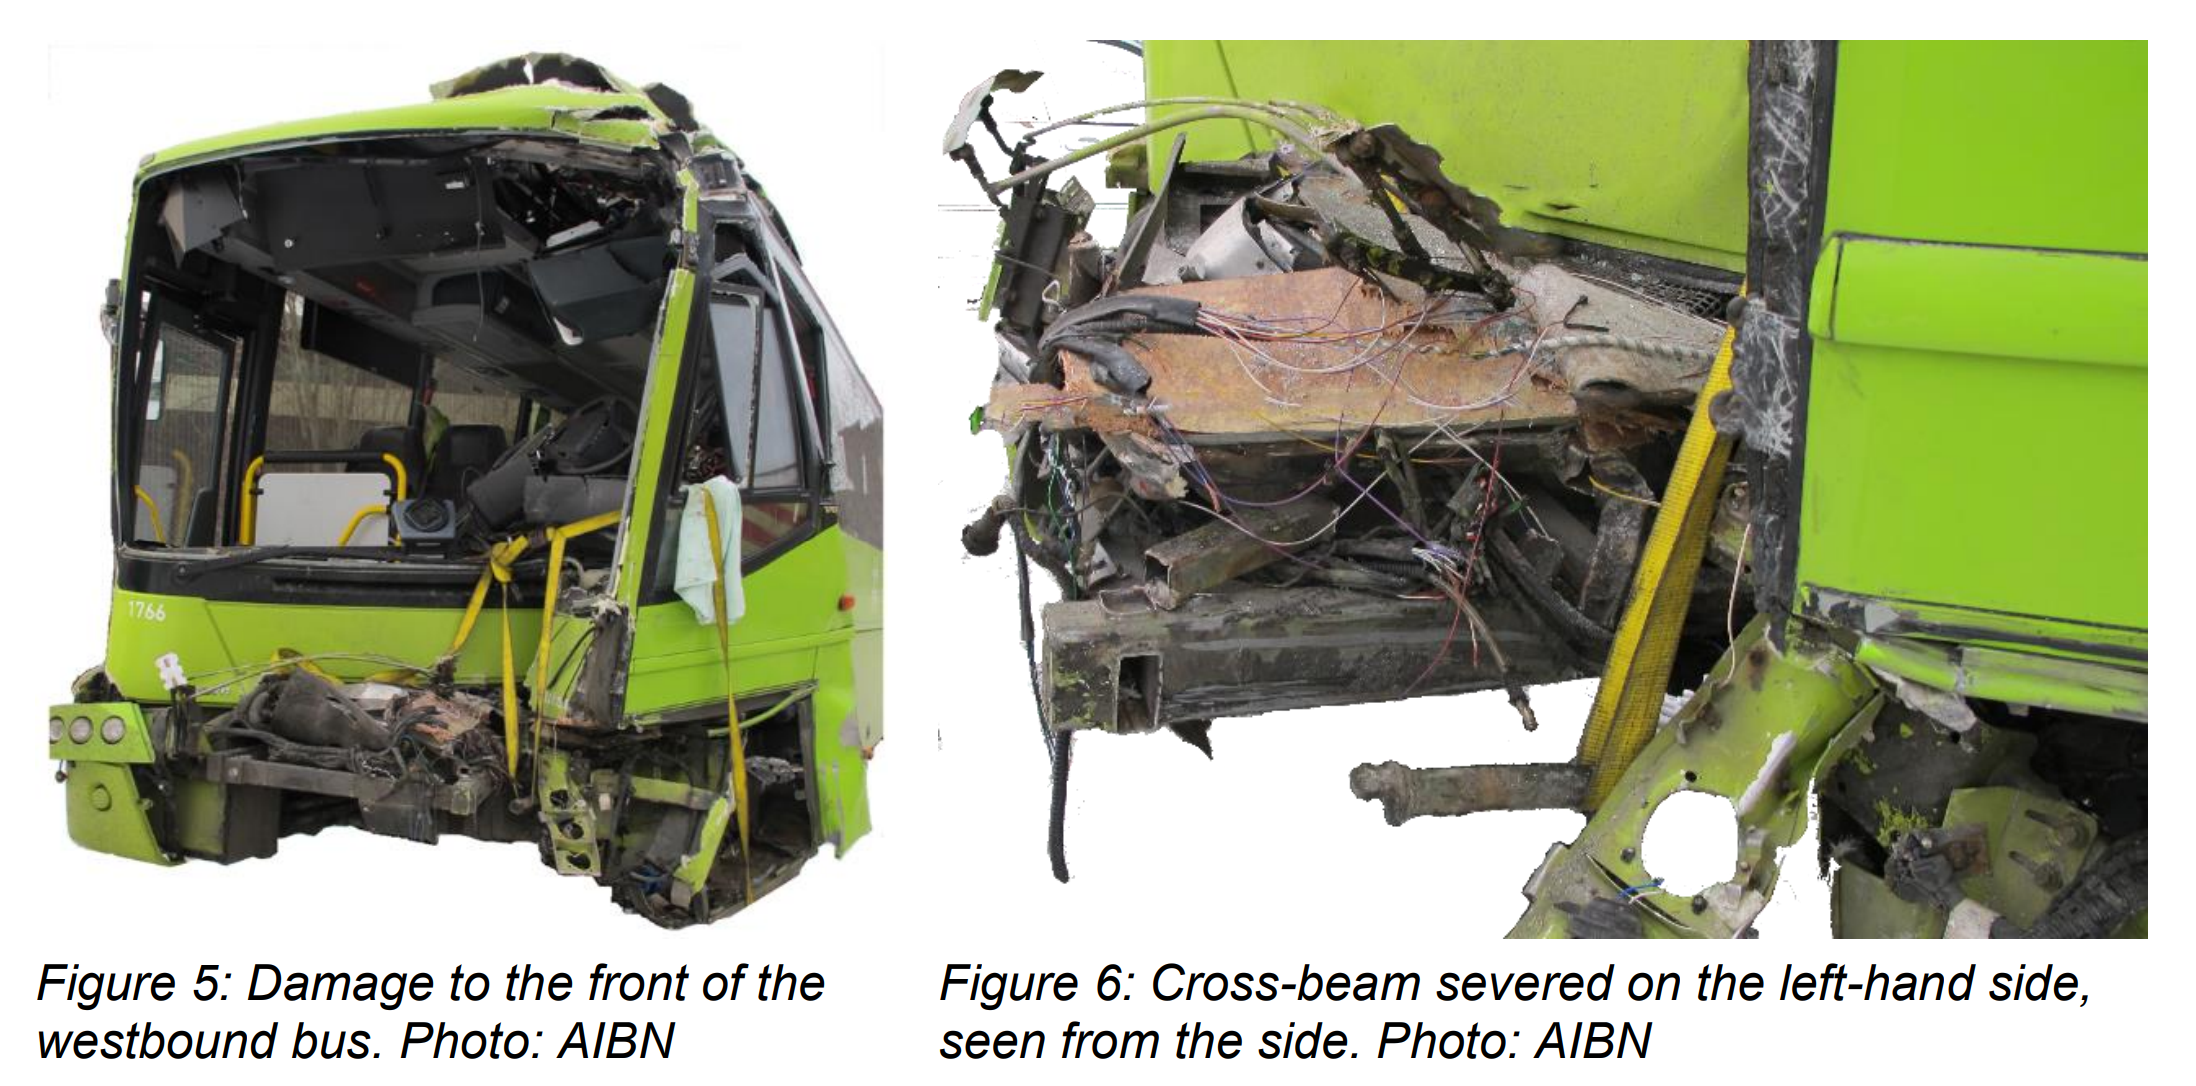 1766
Figure 5: Damage to the front of the
westbound bus. Photo: AIBN
Figure 6: Cross-beam severed on the left-hand side,
seen from the side. Photo: AIBN